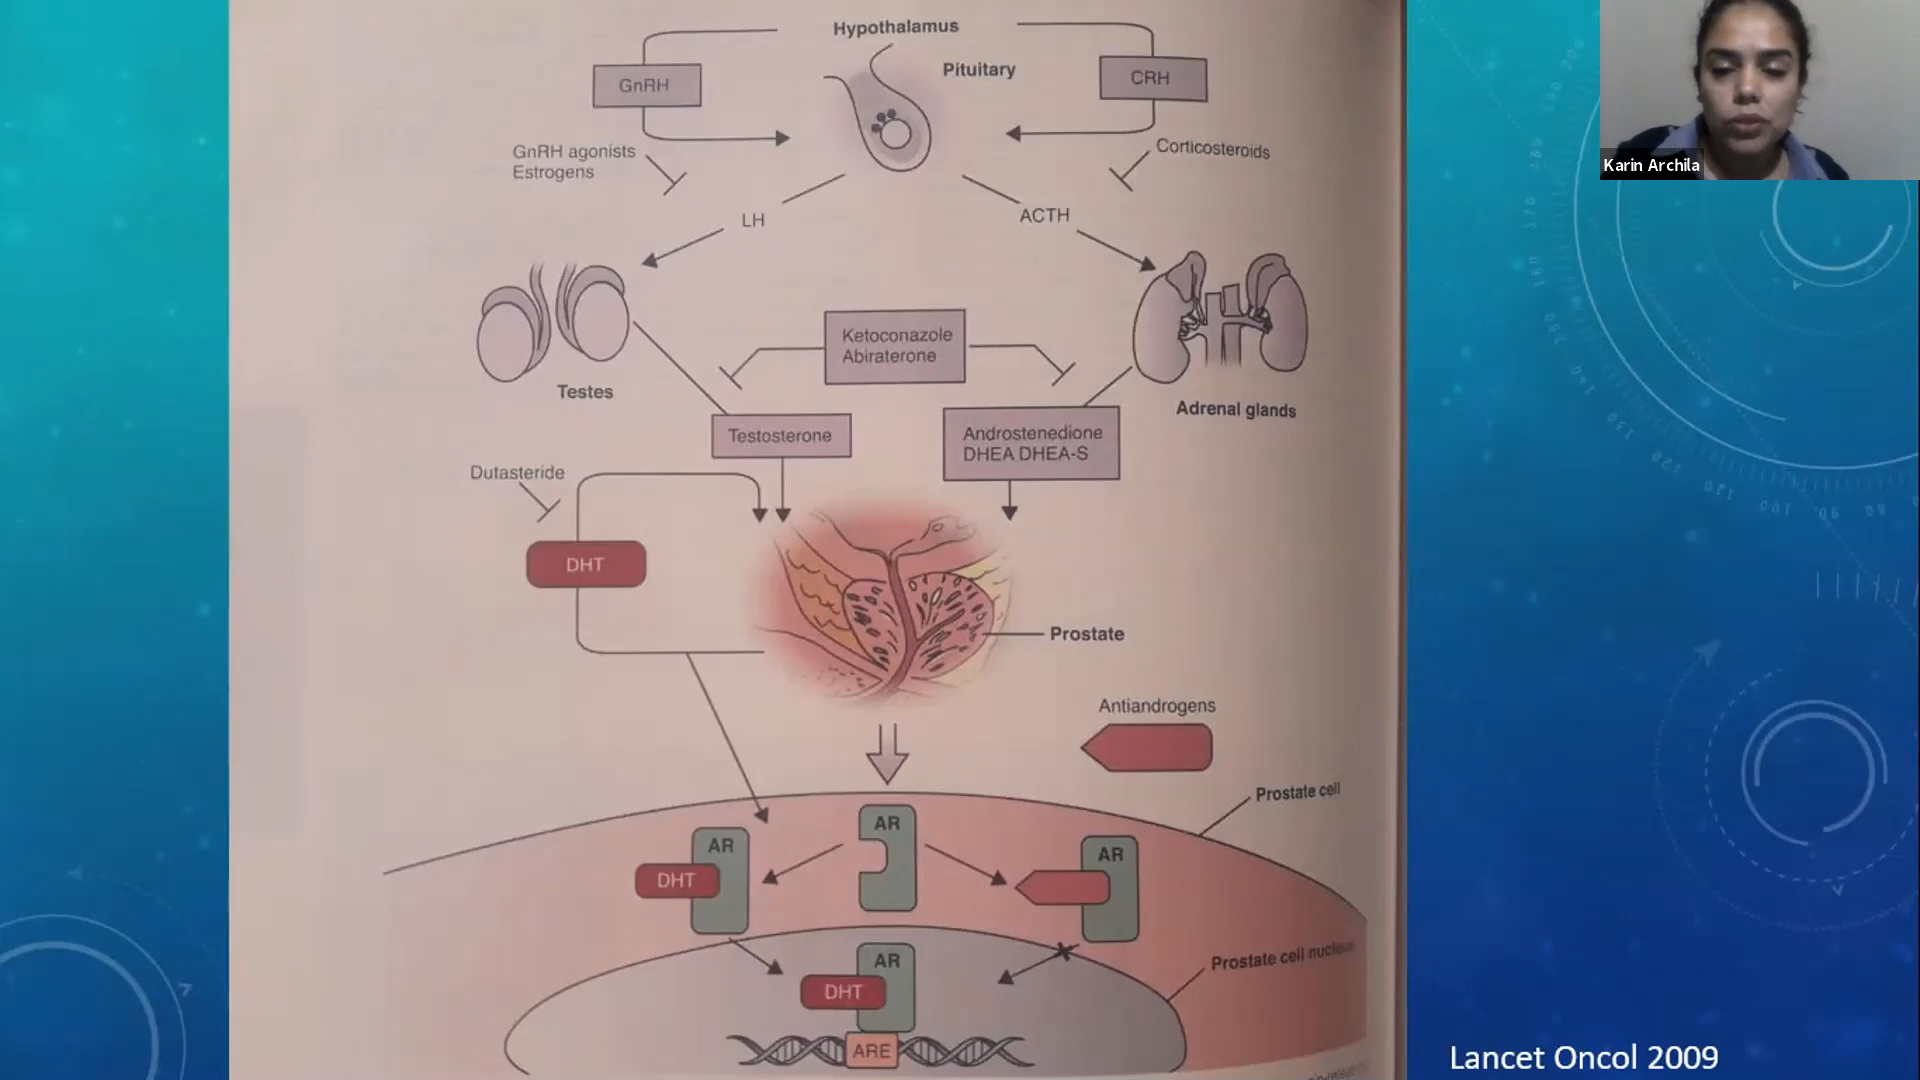 Hypothalamus
Pituitary
GnRH
CRH
GnRH agonists
Estrogens
Corticosteroids
LH
ACTH
Ketoconazole
Abiraterone
Testes
Adrenal glands
Testosterone
Androstenedione
DHEA DHEA-S
Dutasteride
DHT
Prostate
Antiandrogens
Prostate cell
AR
AR
DHT
AR
Prostate cell nucleus
AR
DHT
ARE
Karin Archila
Lancet Oncol 2009